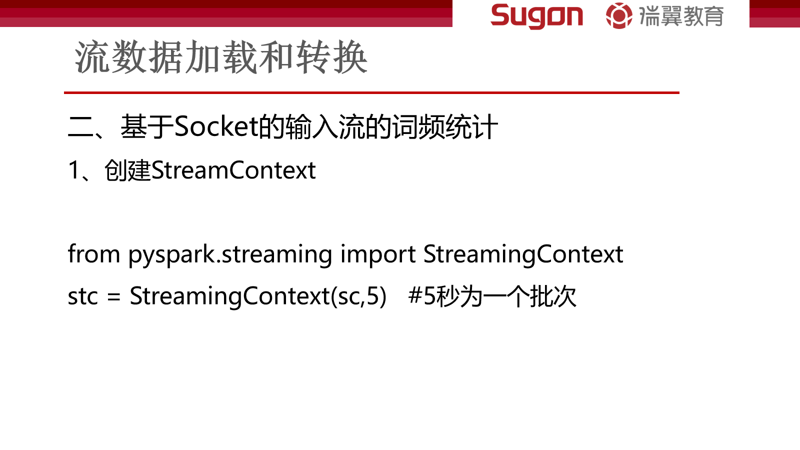 Sugon 瑞翼教育
流数据加载和转换
二、基于Socket的输入流的词频统计
1、创建StreamContext
from pyspark.streaming import StreamingContext
stc = StreamingContext(sc,5) #5秒为一个批次